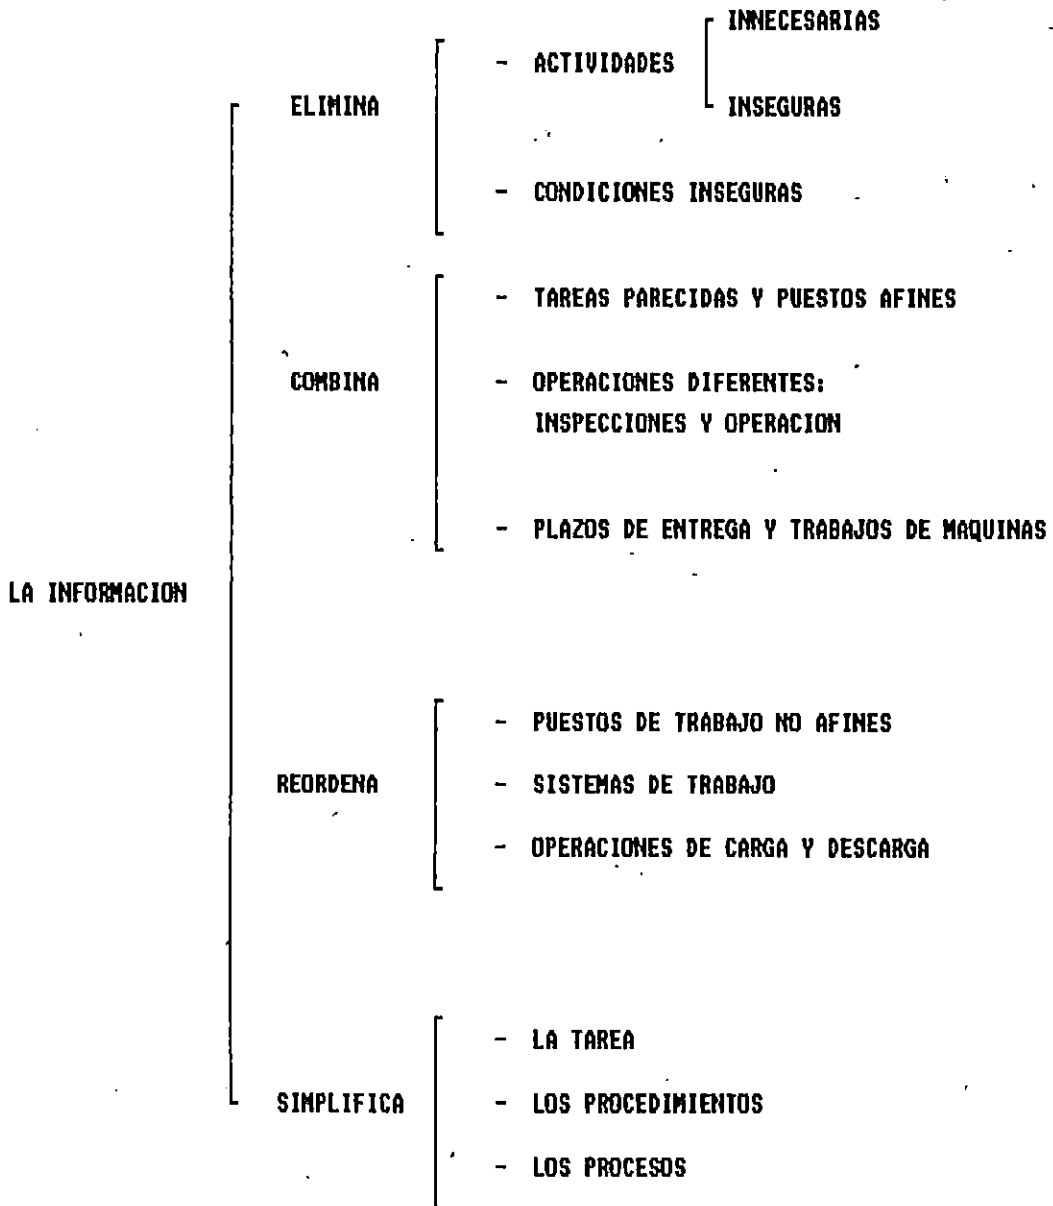 INNECESARIAS
- ACTIVIDADES
ELIMINA
INSEGURAS
- CONDICIONES INSEGURAS
- TAREAS PARECIDAS Y PUESTOS AFINES
COMBINA
- OPERACIONES DIFERENTES:
INSPECCIONES Y OPERACION
- PLAZOS DE ENTREGA Y TRABAJOS DE MAQUINAS
LA INFORMACION
- PUESTOS DE TRABAJO NO AFINES
REORDENA
- SISTEMAS DE TRABAJO
- OPERACIONES DE CARGA Y DESCARGA
- LA TAREA
SIMPLIFICA
- LOS PROCEDIMIENTOS
- LOS PROCESOS